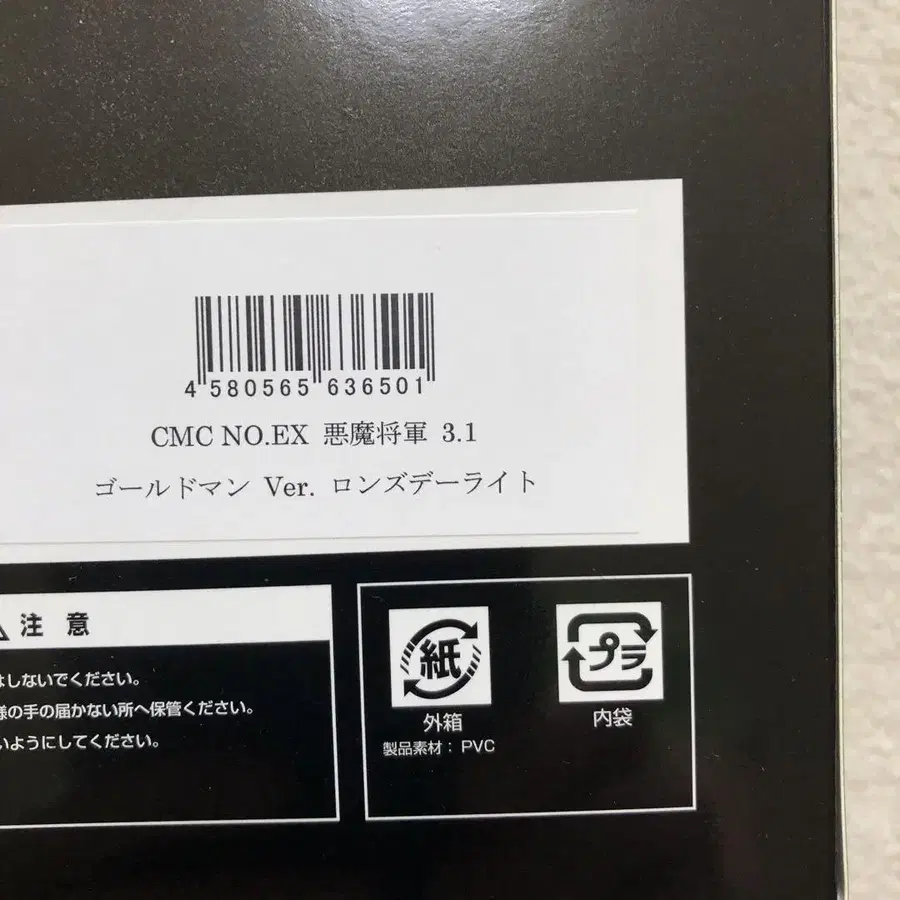 4 580565 636501
CMC NO.EX 悪魔将軍 3.1
ゴールドマン Ver. ロンズデーライト
注 意
はしないでください。
様の手の届かない所へ保管ください。
いようにしてください。
紙
外箱
プラ
内袋
製品素材： PVC